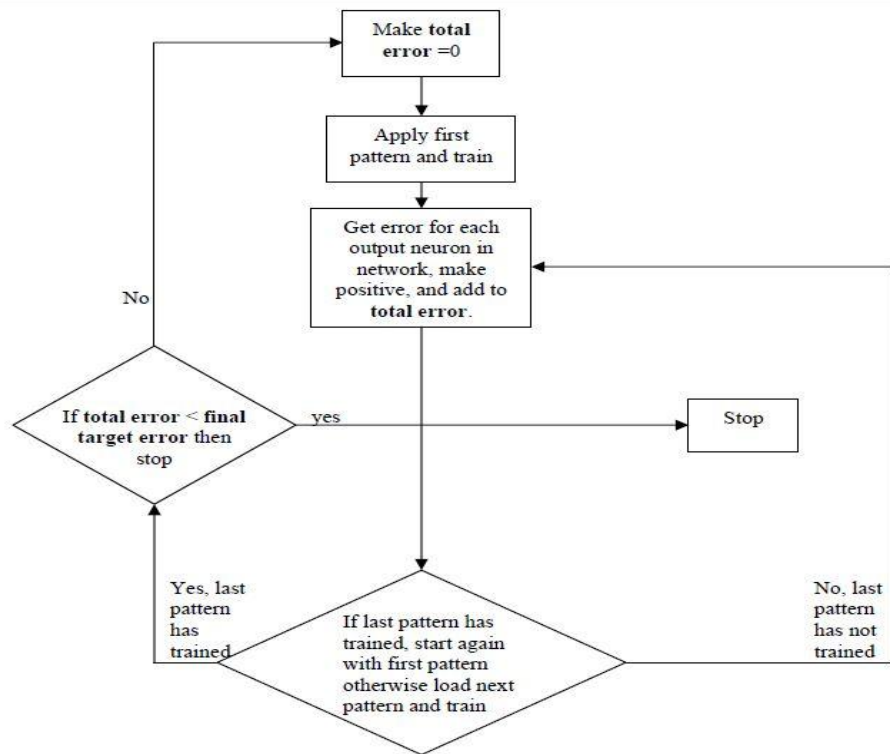 Make total
error =0
Apply first
pattern and train
Get error for each
output neuron in
network, make
positive, and add to
total error.
No
If total error < final
target error then
stop
yes
Stop
Yes, last
pattern
has
trained
If last pattern has
trained, start again
with first pattern
otherwise load next
pattern and train
No, last
pattern
has not
trained